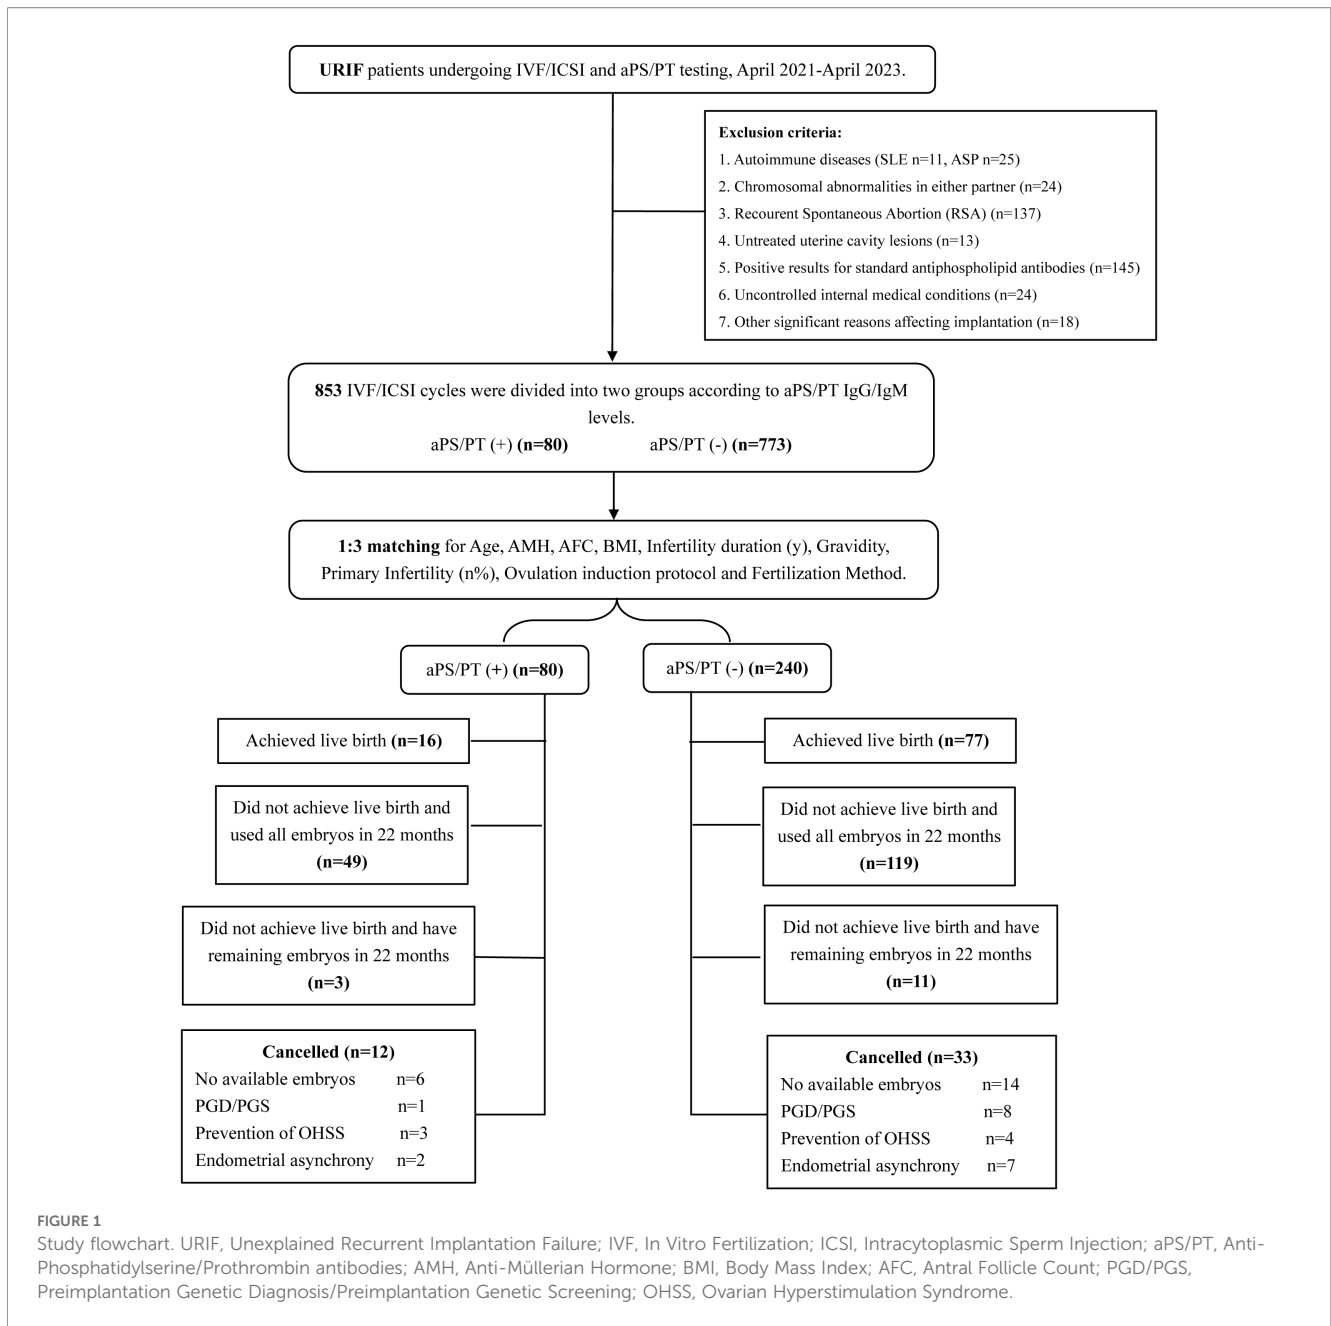 URIF patients undergoing IVF/ICSI and aPS/PT testing, April 2021-April 2023.
Exclusion criteria:
1. Autoimmune diseases (SLE n=11, ASP n=25)
2. Chromosomal abnormalities in either partner (n=24)
3. Recourent Spontaneous Abortion (RSA) (n=137)
4. Untreated uterine cavity lesions (n=13)
5. Positive results for standard antiphospholipid antibodies (n=145)
6. Uncontrolled internal medical conditions (n=24)
7. Other significant reasons affecting implantation (n=18)
853 IVF/ICSI cycles were divided into two groups according to aPS/PT IgG/IgM
levels.
aPS/PT (+) (n=80) aPS/PT (-) (n=773)
1:3 matching for Age, AMH, AFC, BMI, Infertility duration (y), Gravidity,
Primary Infertility (n%), Ovulation induction protocol and Fertilization Method.
aPS/PT (+) (n=80)
aPS/PT (-) (n=240)
Achieved live birth (n=16)
Did not achieve live birth and
used all embryos in 22 months
(n=49)
Did not achieve live birth and have
remaining embryos in 22 months
(n=3)
Cancelled (n=12)
No available embryos n=6
PGD/PGS n=1
Prevention of OHSS n=3
Endometrial asynchrony n=2
Achieved live birth (n=77)
Did not achieve live birth and
used all embryos in 22 months
(n=119)
Did not achieve live birth and have
remaining embryos in 22 months
(n=11)
Cancelled (n=33)
No available embryos n=14
PGD/PGS n=8
Prevention of OHSS n=4
Endometrial asynchrony n=7
FIGURE 1
Study flowchart. URIF, Unexplained Recurrent Implantation Failure; IVF, In Vitro Fertilization; ICSI, Intracytoplasmic Sperm Injection; aPS/PT, Anti-
Phosphatidylserine/Prothrombin antibodies; AMH, Anti-Müllerian Hormone; BMI, Body Mass Index; AFC, Antral Follicle Count; PGD/PGS,
Preimplantation Genetic Diagnosis/Preimplantation Genetic Screening; OHSS, Ovarian Hyperstimulation Syndrome.